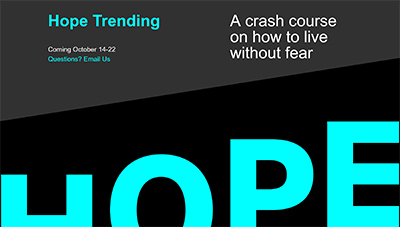 Hope Trending
Coming October 14-22
Questions? Email Us
A crash course
on how to live
without fear
HOPE